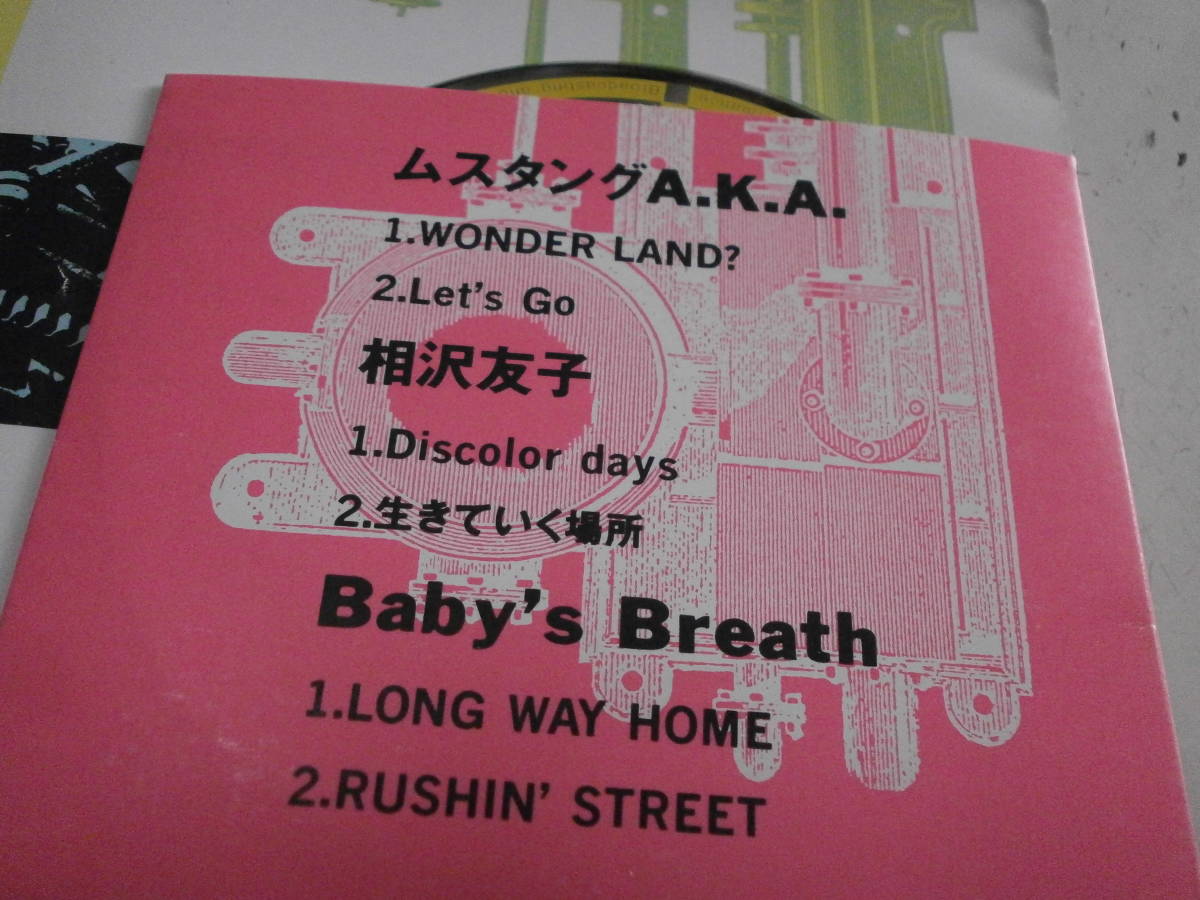 ムスタングA.K.A.
1.WONDER LAND?
2.Let's Go
相沢友子
1.Discolor days
2.生きていく場所
Baby's Breath
1.LONG WAY HOME
2.RUSHIN' STREET